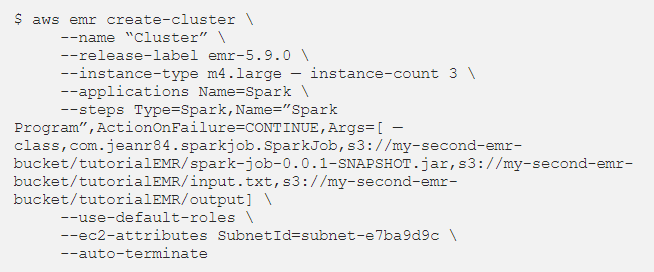 $ aws emr create-cluster \
--name “Cluster” \
--release-label emr-5.9.0 \
--instance-type m4.large — instance-count 3 \
--applications Name=Spark \
--steps Type=Spark,Name=”Spark
Program”,ActionOnFailure=CONTINUE,Args=[ —
class,com.jeanr84.sparkjob.SparkJob,s3://my-second-emr-
bucket/tutorialEMR/spark-job-0.0.1-SNAPSHOT.jar,s3://my-second-emr-
bucket/tutorialEMR/input.txt,s3://my-second-emr-
bucket/tutorialEMR/output] \
--use-default-roles \
--ec2-attributes SubnetId=subnet-e7ba9d9c \
--auto-terminate